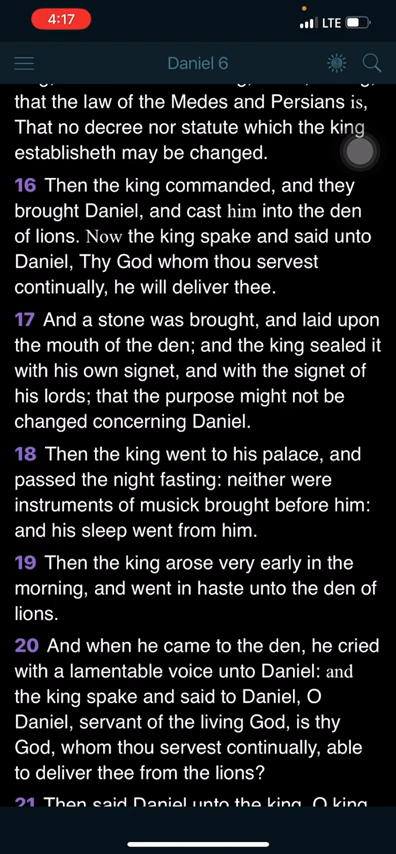 4:17
LTE
Daniel 6
that the law of the Medes and Persians is,
That no decree nor statute which the king
establisheth may be changed.
16 Then the king commanded, and they
brought Daniel, and cast him into the den
of lions. Now the king spake and said unto
Daniel, Thy God whom thou servest
continually, he will deliver thee.
17 And a stone was brought, and laid upon
the mouth of the den; and the king sealed it
with his own signet, and with the signet of
his lords; that the purpose might not be
changed concerning Daniel.
18 Then the king went to his palace, and
passed the night fasting: neither were
instruments of musick brought before him:
and his sleep went from him.
19 Then the king arose very early in the
morning, and went in haste unto the den of
lions.
20 And when he came to the den, he cried
with a lamentable voice unto Daniel: and
the king spake and said to Daniel, O
Daniel, servant of the living God, is thy
God, whom thou servest continually, able
to deliver thee from the lions?
21 Then said Daniel unto the king, O king,